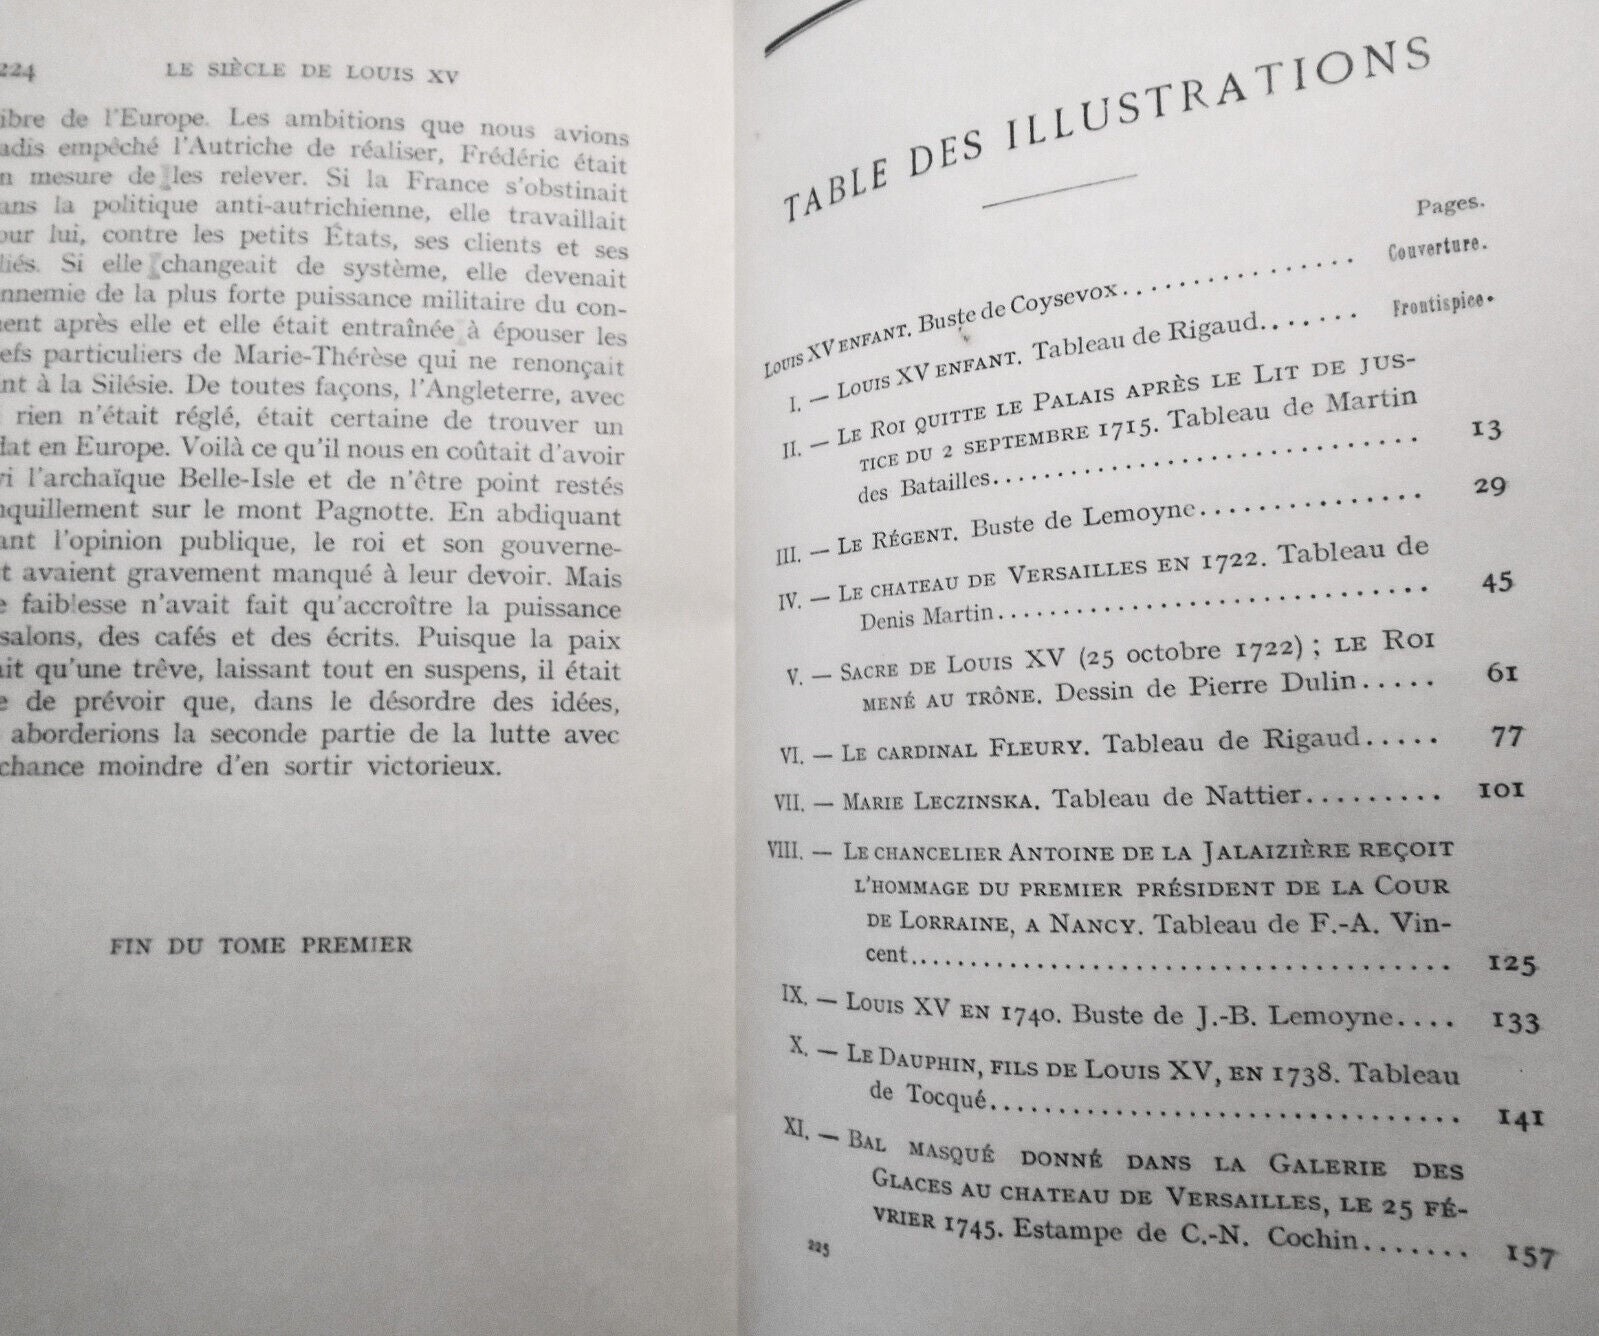 224 LE SIÈCLE DE LOUIS XV
ibre de l'Europe. Les ambitions que nous avions
adis empêché l'Autriche de réaliser, Frédéric était
n mesure de les relever. Si la France s'obstinait
ans la politique anti-autrichienne, elle travaillait
our lui, contre les petits États, ses clients et ses
liés. Si elle changeait de système, elle devenait
nnemie de la plus forte puissance militaire du con-
nent après elle et elle était entraînée à épouser les
efs particuliers de Marie-Thérèse qui ne renonçait
nt à la Silésie. De toutes façons, l'Angleterre, avec
rien n'était réglé, était certaine de trouver un
dat en Europe. Voilà ce qu'il nous en coûtait d'avoir
vi l'archaïque Belle-Isle et de n'être point restés
nquillement sur le mont Pagnotte. En abdiquant
ant l'opinion publique, le roi et son gouverne-
t avaient gravement manqué à leur devoir. Mais
e faiblesse n'avait fait qu'accroître la puissance
salons, des cafés et des écrits. Puisque la paix
ait qu'une trêve, laissant tout en suspens, il était
e de prévoir que, dans le désordre des idées,
aborderions la seconde partie de la lutte avec
chance moindre d'en sortir victorieux.
FIN DU TOME PREMIER
TABLE DES ILLUSTRATIONS
Pages.
LOUIS XV ENFANT. Buste de Coysevox............... Couverture.
I. — LOUIS XV ENFANT. Tableau de Rigaud....... Frontispice.
II. — LE ROI QUITTE LE PALAIS APRÈS LE LIT DE JUS-
TICE DU 2 SEPTEMBRE 1715. Tableau de Martin
des Batailles............................ 13
III. — LE RÉGENT. Buste de Lemoyne............... 29
IV. — LE CHATEAU DE VERSAILLES EN 1722. Tableau de
Denis Martin............................. 45
V. — SACRE DE LOUIS XV (25 octobre 1722) ; LE ROI
MENÉ AU TRÔNE. Dessin de Pierre Dulin..... 61
VI. — LE CARDINAL FLEURY. Tableau de Rigaud..... 77
VII. — MARIE LECZINSKA. Tableau de Nattier......... 101
VIII. — LE CHANCELIER ANTOINE DE LA JALAIZIÈRE REÇOIT
L'HOMMAGE DU PREMIER PRÉSIDENT DE LA COUR
DE LORRAINE, A NANCY. Tableau de F.-A. Vin-
cent................................... 125
IX. — LOUIS XV EN 1740. Buste de J.-B. Lemoyne.... 133
X. — LE DAUPHIN, FILS DE LOUIS XV, EN 1738. Tableau
de Tocqué............................... 141
XI. — BAL MASQUÉ DONNÉ DANS LA GALERIE DES
GLACES AU CHATEAU DE VERSAILLES, LE 25 FÉ-
VRIER 1745. Estampe de C.-N. Cochin....... 157
225